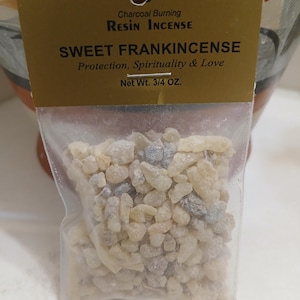 Charcoal Burning
Resin Incense
SWEET FRANKINCENSE
Protection, Spirituality & Love
Net Wt. 3/4 OZ.